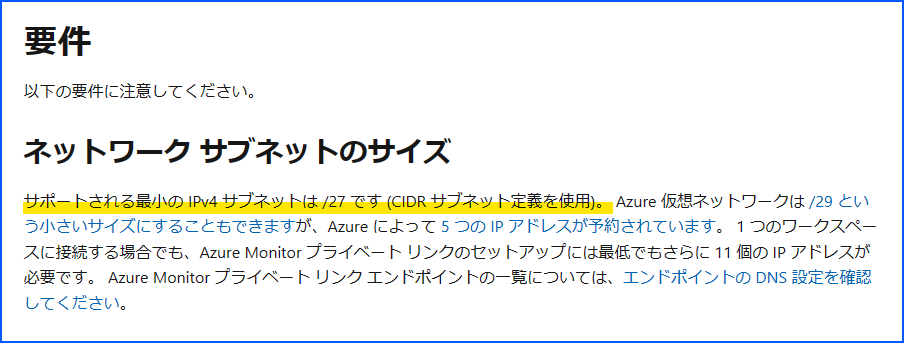 要件
以下の要件に注意してください。
ネットワーク サブネットのサイズ
サポートされる最小の IPv4 サブネットは /27 です (CIDR サブネット定義を使用)。 Azure 仮想ネットワークは /29 とい
う小さいサイズにすることもできますが、Azure によって 5 つの IP アドレスが予約されています。 1 つのワークスペー
スに接続する場合でも、Azure Monitor プライベート リンクのセットアップには最低でもさらに 11 個の IP アドレスが
必要です。 Azure Monitor プライベート リンク エンドポイントの一覧については、エンドポイントの DNS 設定を確認
してください。